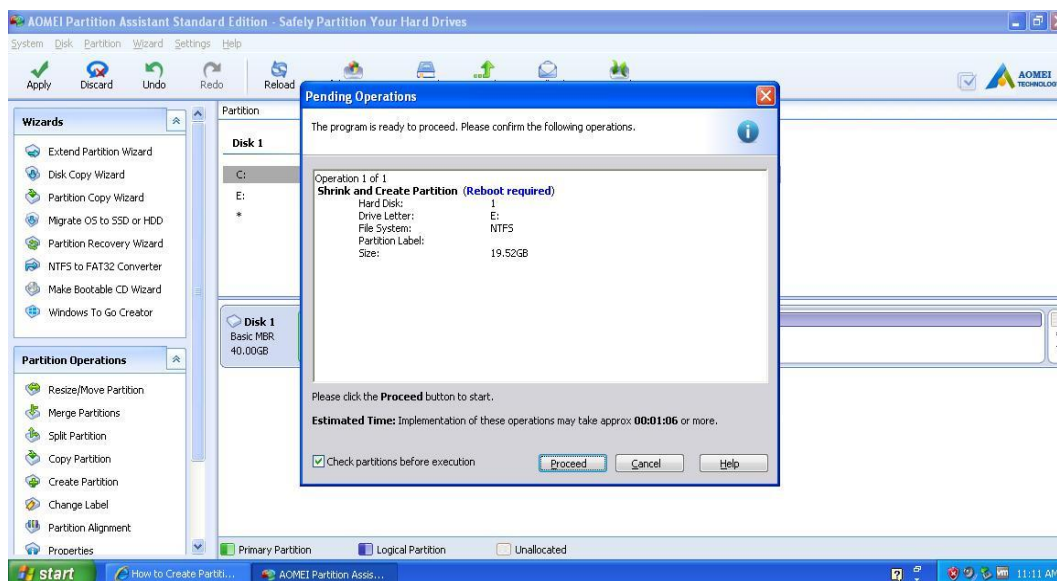 AOMEI Partition Assistant Standard Edition - Safely Partition Your Hard Drives
System Disk Partition Wizard Settings Help
Apply Discard Undo Redo Reload
AOMEI
TECHNOLOGY
Wizards
Extend Partition Wizard
Disk Copy Wizard
Partition Copy Wizard
Migrate OS to SSD or HDD
Partition Recovery Wizard
NTFS to FAT32 Converter
Make Bootable CD Wizard
Windows To Go Creator
Partition Operations
Resize/Move Partition
Merge Partitions
Split Partition
Copy Partition
Create Partition
Change Label
Partition Alignment
Properties
Partition
Disk 1
C:
E:
*
Disk 1
Basic MBR
40.00GB
Pending Operations
The program is ready to proceed. Please confirm the following operations.
Operation 1 of 1
Shrink and Create Partition (Reboot required)
Hard Disk: 1
Drive Letter: E:
File System: NTFS
Partition Label:
Size: 19.52GB
Please click the Proceed button to start.
Estimated Time: Implementation of these operations may take approx 00:01:06 or more.
Check partitions before execution
Proceed Cancel Help
Primary Partition Logical Partition Unallocated
start How to Create Partiti... AOMEI Partition Assis... 11:11 AM